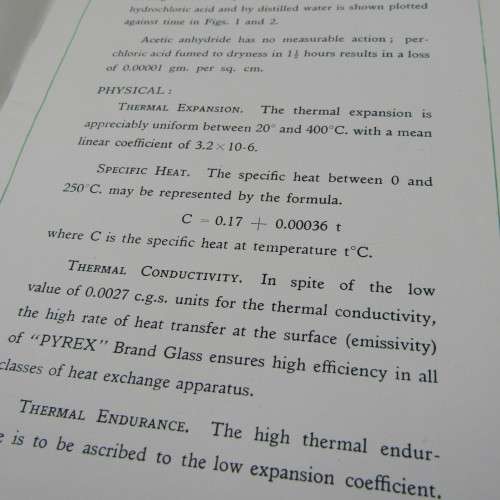 hydrochloric acid and by distilled water is shown plotted
against time in Figs. 1 and 2.
Acetic anhydride has no measurable action ; per-
chloric acid fumed to dryness in 1½ hours results in a loss
of 0.00001 gm. per sq. cm.
PHYSICAL :
THERMAL EXPANSION. The thermal expansion is
appreciably uniform between 20° and 400°C. with a mean
linear coefficient of 3.2 × 10-6.
SPECIFIC HEAT. The specific heat between 0 and
250°C. may be represented by the formula.
C = 0.17 + 0.00036 t
where C is the specific heat at temperature t°C.
THERMAL CONDUCTIVITY. In spite of the low
value of 0.0027 c.g.s. units for the thermal conductivity,
the high rate of heat transfer at the surface (emissivity)
of "PYREX" Brand Glass ensures high efficiency in all
classes of heat exchange apparatus.
THERMAL ENDURANCE. The high thermal endur-
e is to be ascribed to the low expansion coefficient.